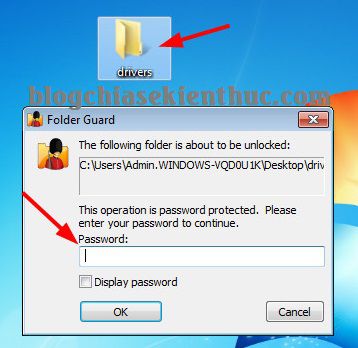 drivers
blogchiasekienthuc.com
Folder Guard
The following folder is about to be unlocked:
C:\Users\Admin.WINDOWS-VQD0U1K\Desktop\driv
This operation is password protected. Please
enter your password to continue.
Password:
Display password
OK
Cancel